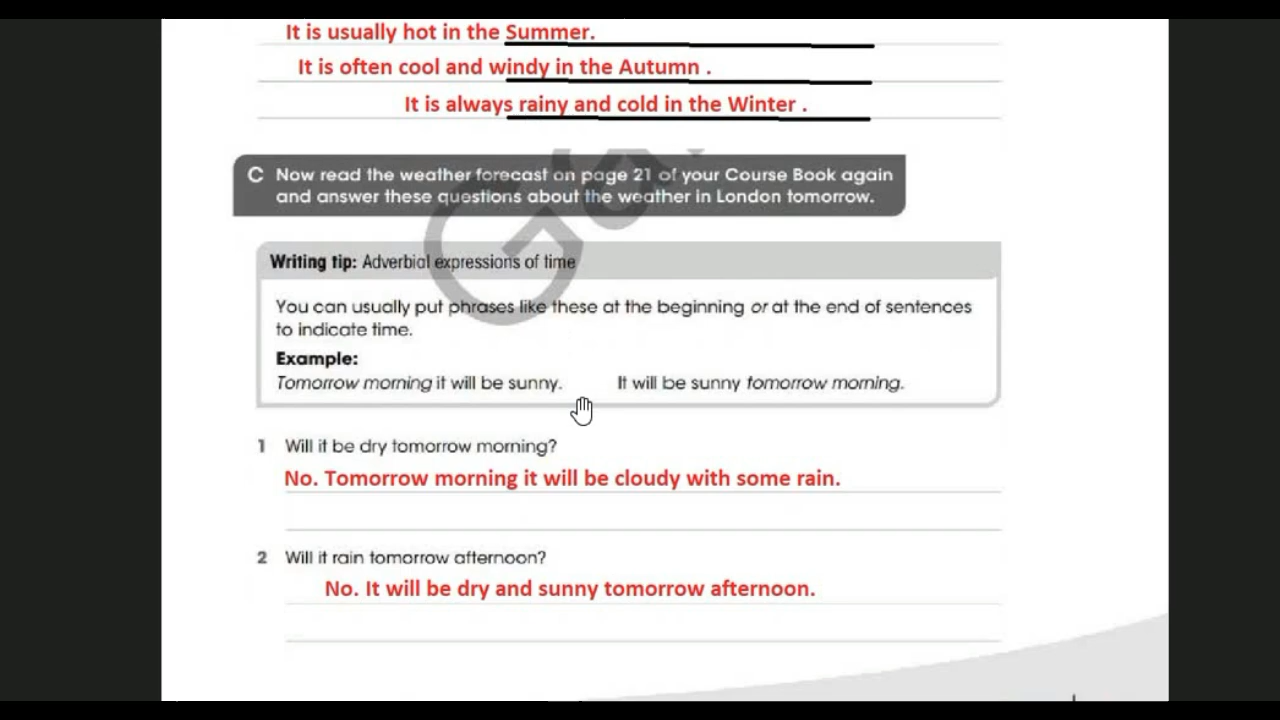 It is usually hot in the Summer.
It is often cool and windy in the Autumn .
It is always rainy and cold in the Winter .
C Now read the weather forecast on page 21 of your Course Book again
and answer these questions about the weather in London tomorrow.
Writing tip: Adverbial expressions of time
You can usually put phrases like these at the beginning or at the end of sentences
to indicate time.
Example:
Tomorrow morning it will be sunny. It will be sunny tomorrow morning.
1 Will it be dry tomorrow morning?
No. Tomorrow morning it will be cloudy with some rain.
2 Will it rain tomorrow afternoon?
No. It will be dry and sunny tomorrow afternoon.